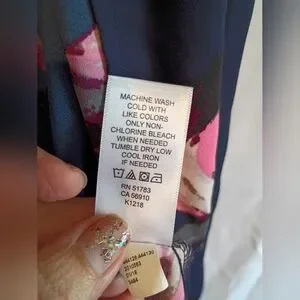 MACHINE WASH
COLD WITH
LIKE COLORS
ONLY NON-
CHLORINE BLEACH
WHEN NEEDED
TUMBLE DRY LOW
COOL IRON
IF NEEDED
RN 51783
CA 56910
K1218